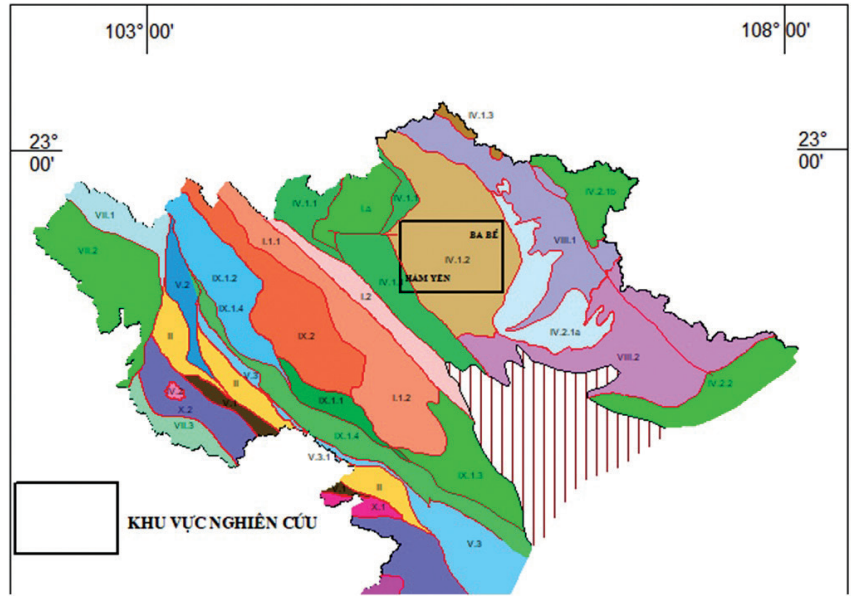 103° 00'
108° 00'
23°
00'
23°
00'
IV.1.3
IV.1.1
I.a
IV.1.1
IV.2.1b
VII.1
I.1.1
BA BỂ
VIII.1
VII.2
IX.1.2
IV.1.2
V.2
HÀM YÊN
I.2
IX.1.4
IX.2
IV.2.1a
II
VIII.2
V.3
II
I.1.2
IV.2.2
V.1
IX.1.1
X.2
VII.3
IX.1.4
V.3.1
IX.1.3
II
X.1
V.3
KHU VỰC NGHIÊN CỨU